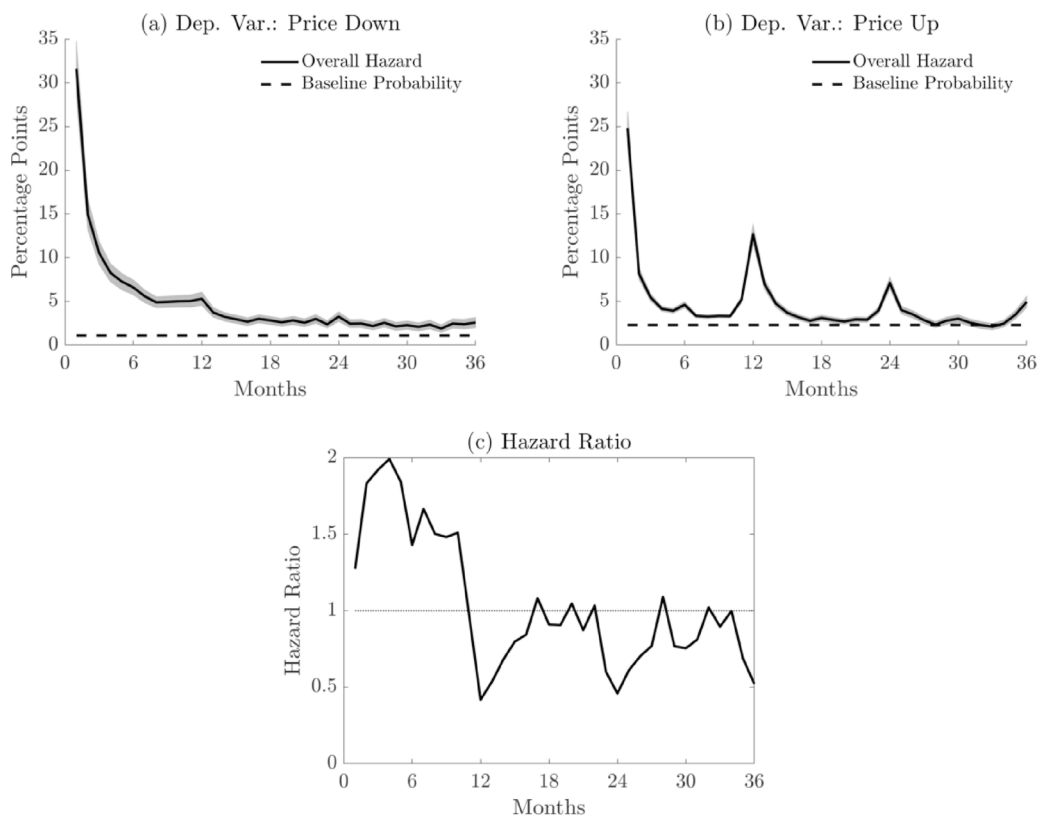 (a) Dep. Var.: Price Down
35
30
25
20
15
10
5
0
Percentage Points
Overall Hazard
Baseline Probability
0 6 12 18 24 30 36
Months
(b) Dep. Var.: Price Up
35
30
25
20
15
10
5
0
Percentage Points
Overall Hazard
Baseline Probability
0 6 12 18 24 30 36
Months
(c) Hazard Ratio
2
1.5
1
0.5
0
Hazard Ratio
0 6 12 18 24 30 36
Months